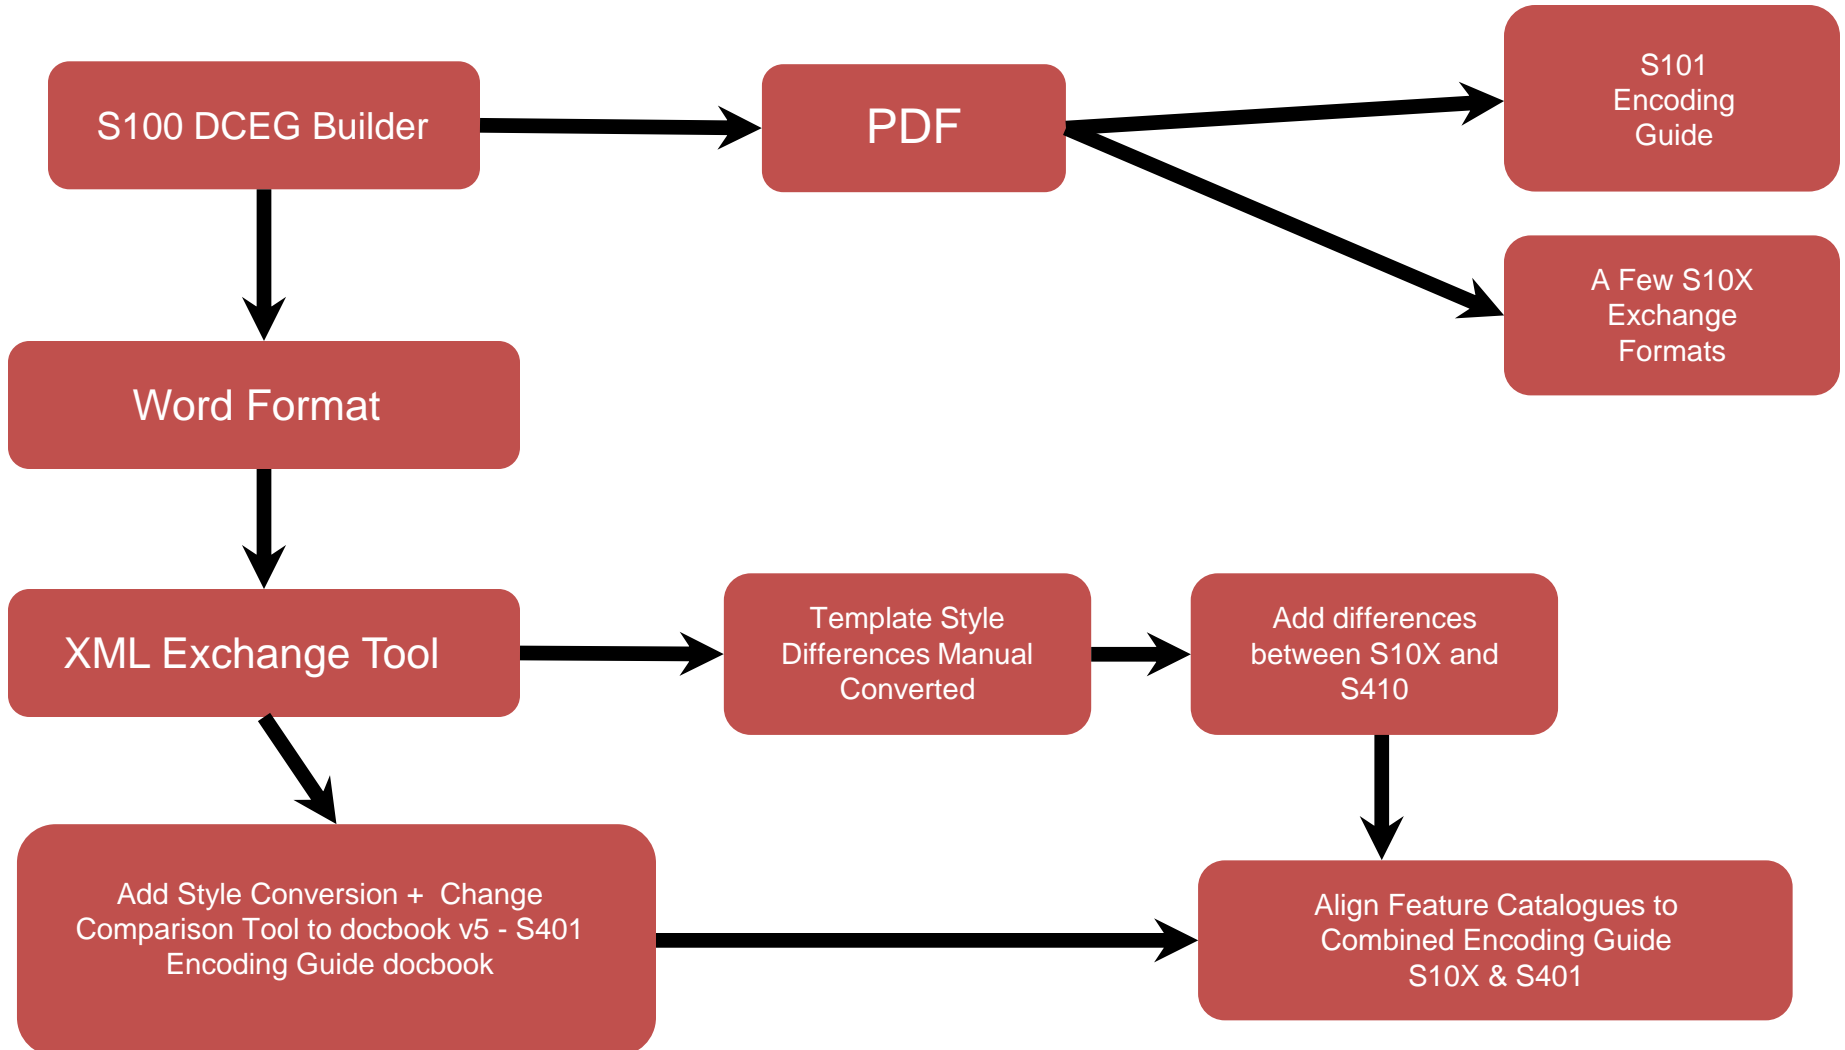 S100 DCEG Builder
PDF
S101
Encoding
Guide
A Few S10X
Exchange
Formats
Word Format
XML Exchange Tool
Template Style
Differences Manual
Converted
Add differences
between S10X and
S410
Add Style Conversion + Change
Comparison Tool to docbook v5 - S401
Encoding Guide docbook
Align Feature Catalogues to
Combined Encoding Guide
S10X & S401